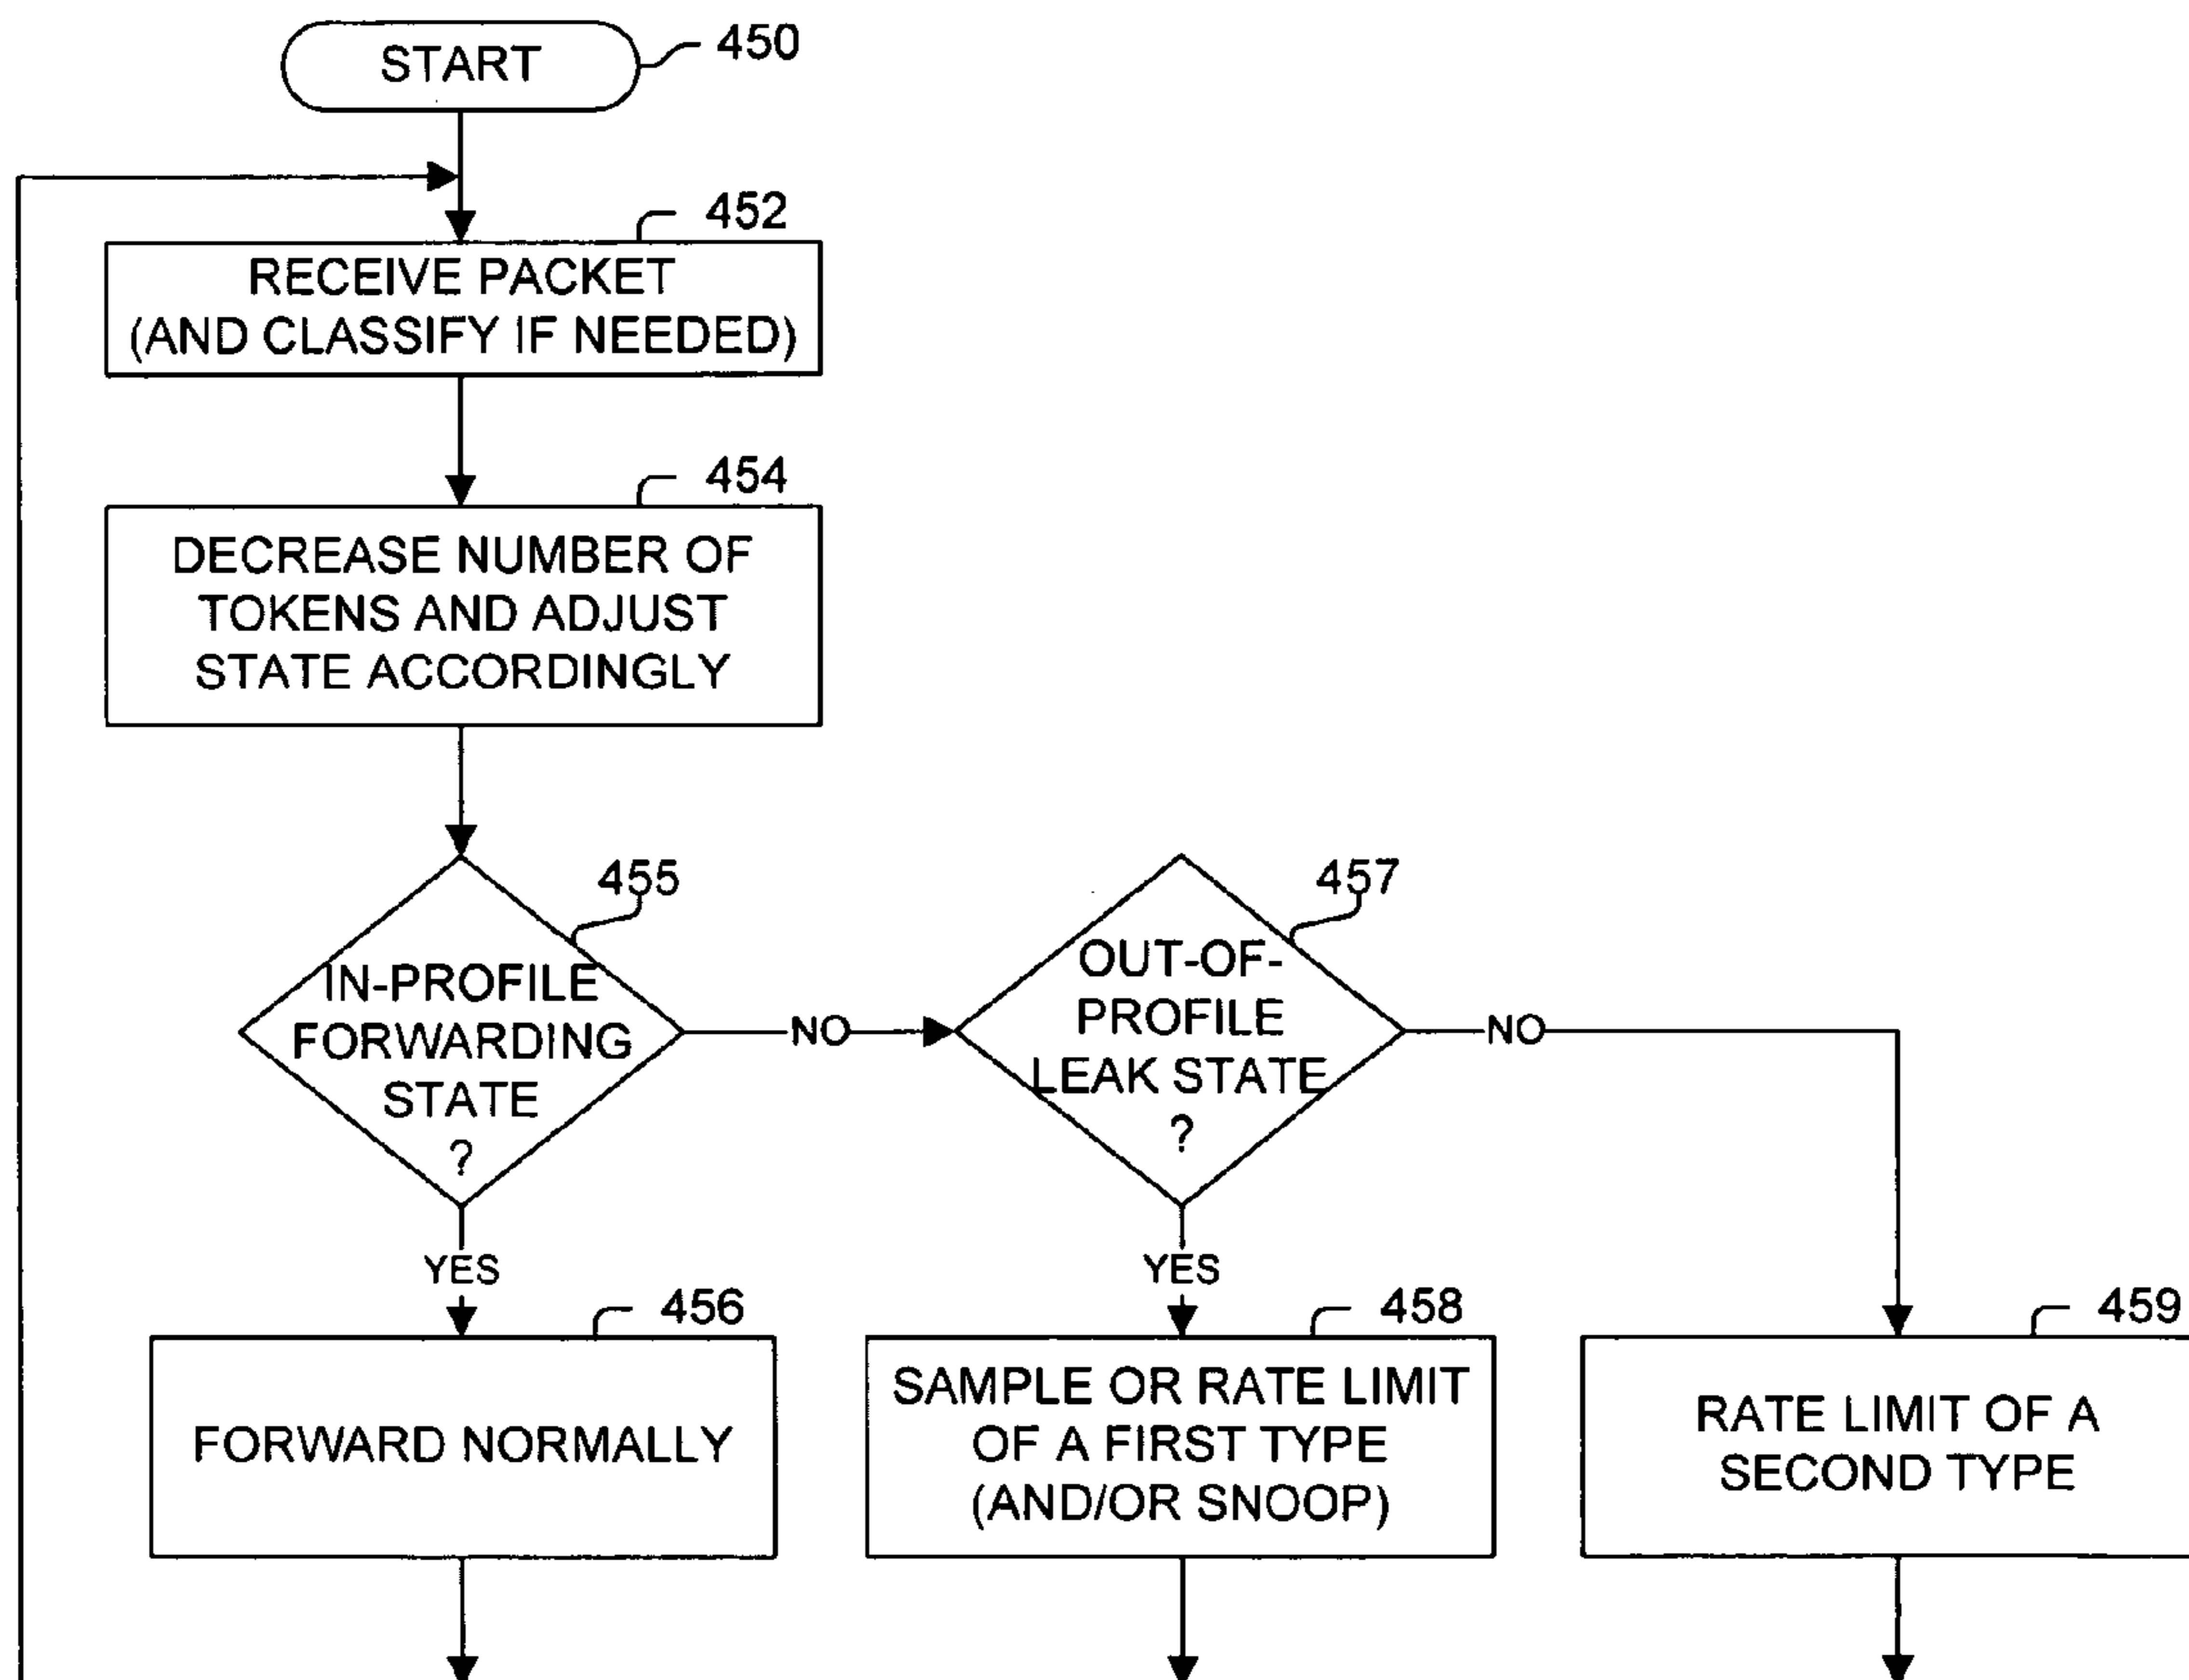 START
450
452
RECEIVE PACKET
(AND CLASSIFY IF NEEDED)
454
DECREASE NUMBER OF
TOKENS AND ADJUST
STATE ACCORDINGLY
455
IN-PROFILE
FORWARDING
STATE
?
NO
457
OUT-OF-
PROFILE
LEAK STATE
?
NO
YES
YES
456
FORWARD NORMALLY
458
SAMPLE OR RATE LIMIT
OF A FIRST TYPE
(AND/OR SNOOP)
459
RATE LIMIT OF A
SECOND TYPE